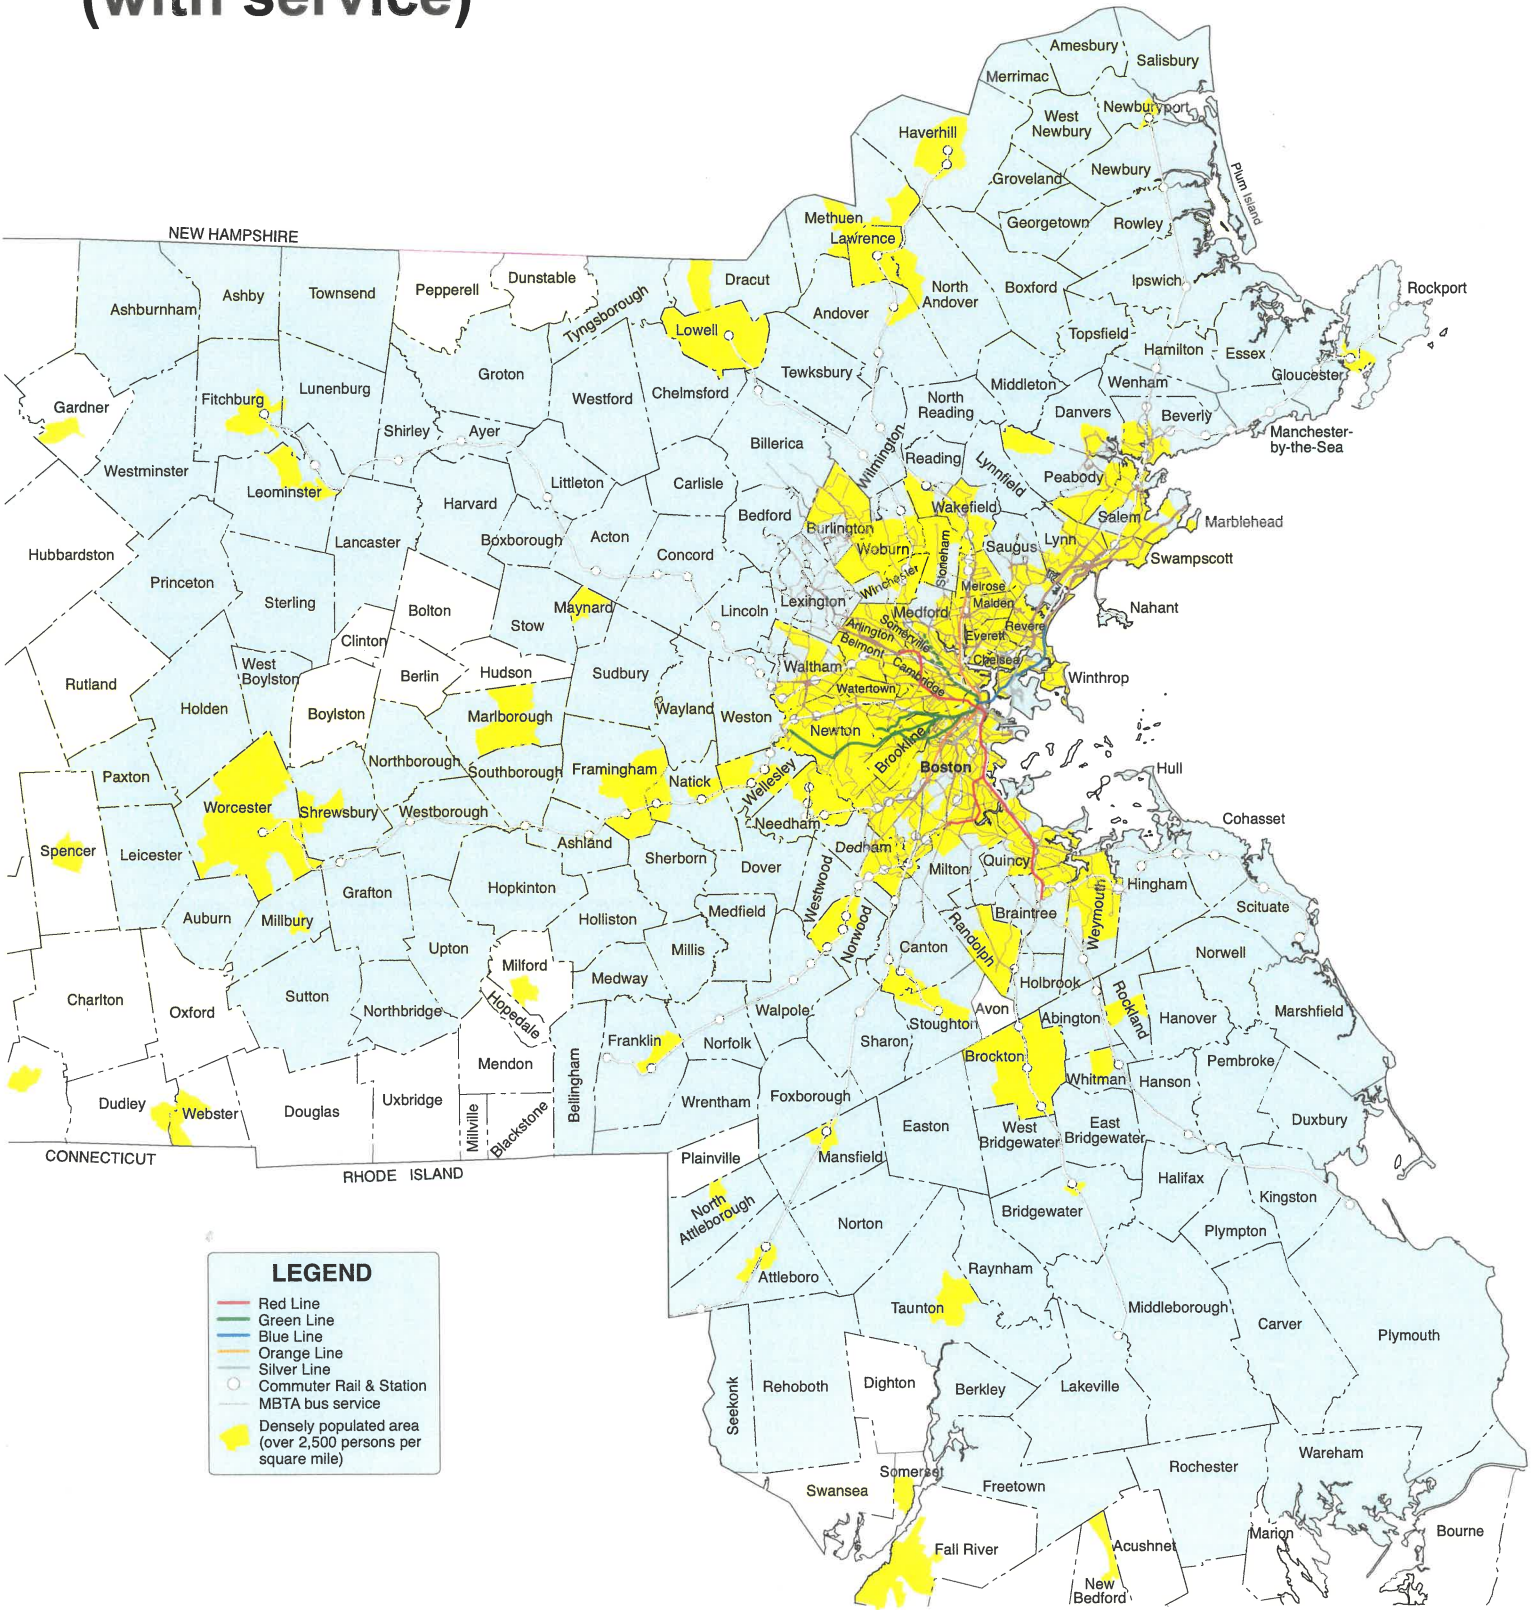 (with service)
Amesbury
Salisbury
Merrimac
Newburyport
West
Newbury
Haverhill
Newbury
Groveland
Plum Island
Methuen
Georgetown
Rowley
NEW HAMPSHIRE
Lawrence
Dunstable
Dracut
Pepperell
Ipswich
North
Andover
Boxford
Rockport
Ashby
Townsend
Ashburnham
Tyngsborough
Andover
Lowell
Topsfield
Hamilton
Essex
Groton
Tewksbury
Gloucester
Lunenburg
Chelmsford
Middleton
Wenham
Westford
North
Reading
Fitchburg
Gardner
Danvers
Beverly
Shirley
Ayer
Manchester-
by-the-Sea
Billerica
Wilmington
Reading
Lynnfield
Westminster
Peabody
Littleton
Carlisle
Leominster
Harvard
Wakefield
Bedford
Salem
Marblehead
Burlington
Lancaster
Boxborough
Acton
Woburn
Stoneham
Saugus
Lynn
Hubbardston
Concord
Swampscott
Princeton
Winchester
Melrose
Sterling
Bolton
Maynard
Lincoln
Lexington
Medford
Malden
Nahant
Stow
Arlington
Somerville
Revere
Clinton
Belmont
Everett
West
Boylston
Cambridge
Chelsea
Rutland
Berlin
Hudson
Sudbury
Waltham
Winthrop
Watertown
Holden
Boylston
Marlborough
Wayland
Weston
Newton
Brookline
Northborough
Southborough
Framingham
Boston
Paxton
Natick
Wellesley
Hull
Worcester
Shrewsbury
Westborough
Needham
Cohasset
Spencer
Leicester
Ashland
Sherborn
Dedham
Dover
Milton
Quincy
Grafton
Hopkinton
Westwood
Hingham
Auburn
Millbury
Holliston
Medfield
Norwood
Randolph
Braintree
Weymouth
Scituate
Upton
Millis
Canton
Norwell
Milford
Medway
Holbrook
Charlton
Oxford
Sutton
Northbridge
Hopedale
Walpole
Avon
Rockland
Marshfield
Stoughton
Abington
Hanover
Franklin
Norfolk
Sharon
Mendon
Bellingham
Brockton
Pembroke
Whitman
Hanson
Dudley
Webster
Douglas
Uxbridge
Millville
Blackstone
Wrentham
Foxborough
Easton
West
Bridgewater
East
Bridgewater
Duxbury
CONNECTICUT
RHODE ISLAND
Plainville
Mansfield
Halifax
Kingston
North
Attleborough
Norton
Bridgewater
Plympton
Attleboro
Raynham
Taunton
Middleborough
Carver
Plymouth
LEGEND
Red Line
Green Line
Blue Line
Orange Line
Silver Line
Commuter Rail & Station
MBTA bus service
Densely populated area
(over 2,500 persons per
square mile)
Seekonk
Rehoboth
Dighton
Berkley
Lakeville
Wareham
Rochester
Somerset
Swansea
Freetown
Fall River
Acushnet
Marion
Bourne
New
Bedford